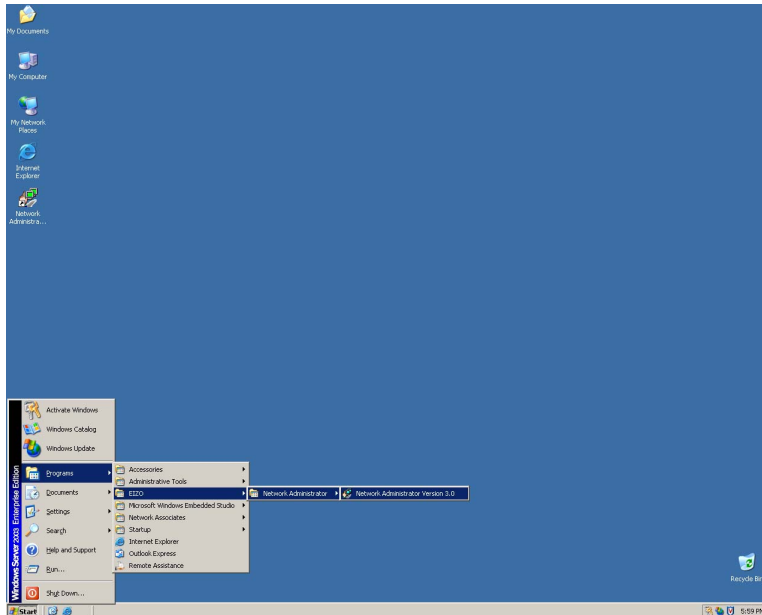 My Documents
My Computer
My Network
Places
Internet
Explorer
Network
Administra...
Activate Windows
Windows Catalog
Windows Update
Programs
Documents
Settings
Search
Help and Support
Run...
Shut Down...
Windows Server 2003 Enterprise Edition
Accessories
Administrative Tools
EIZO
Microsoft Windows Embedded Studio
Network Associates
Startup
Internet Explorer
Outlook Express
Remote Assistance
Network Administrator
Network Administrator Version 3.0
Recycle Bin
Start
5:59 PM